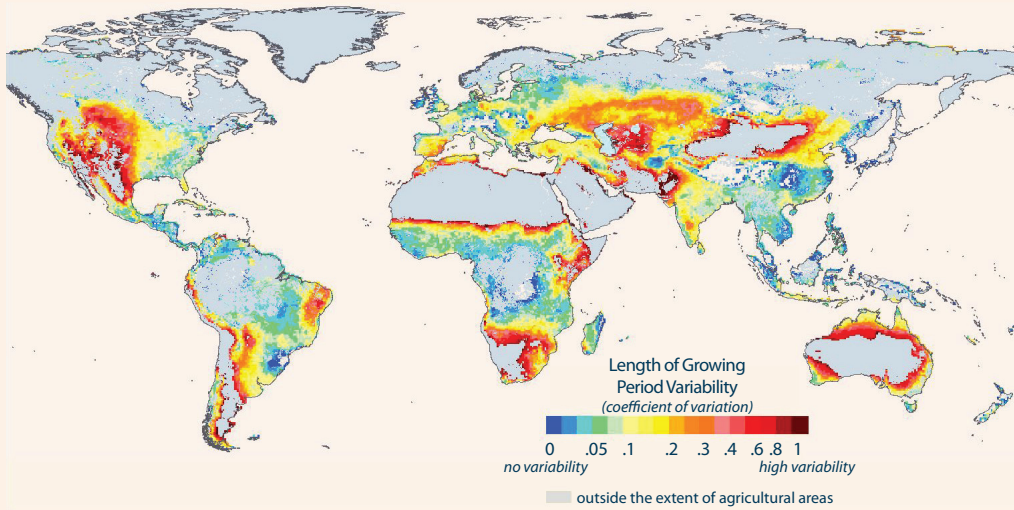 Length of Growing
Period Variability
(coefficient of variation)
0 .05 .1 .2 .3 .4 .6 .8 1
no variability high variability
outside the extent of agricultural areas